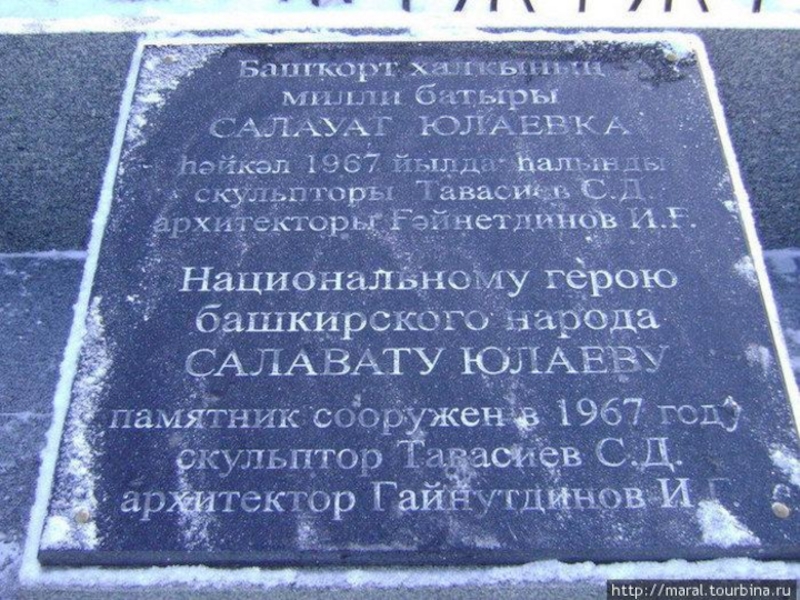 Башҡорт халҡының
милли батыры
САЛАУАТ ЮЛАЕВКА
һәйкәл 1967 йылда һалынды
скульпторы Тавасиев С.Д.
архитекторы Ғәйнетдинов И.Ғ.
Национальному герою
башкирского народа
САЛАВАТУ ЮЛАЕВУ
памятник сооружен в 1967 году
скульптор Тавасиев С.Д.
архитектор Гайнутдинов И.Г.
http://maral.tourbina.ru